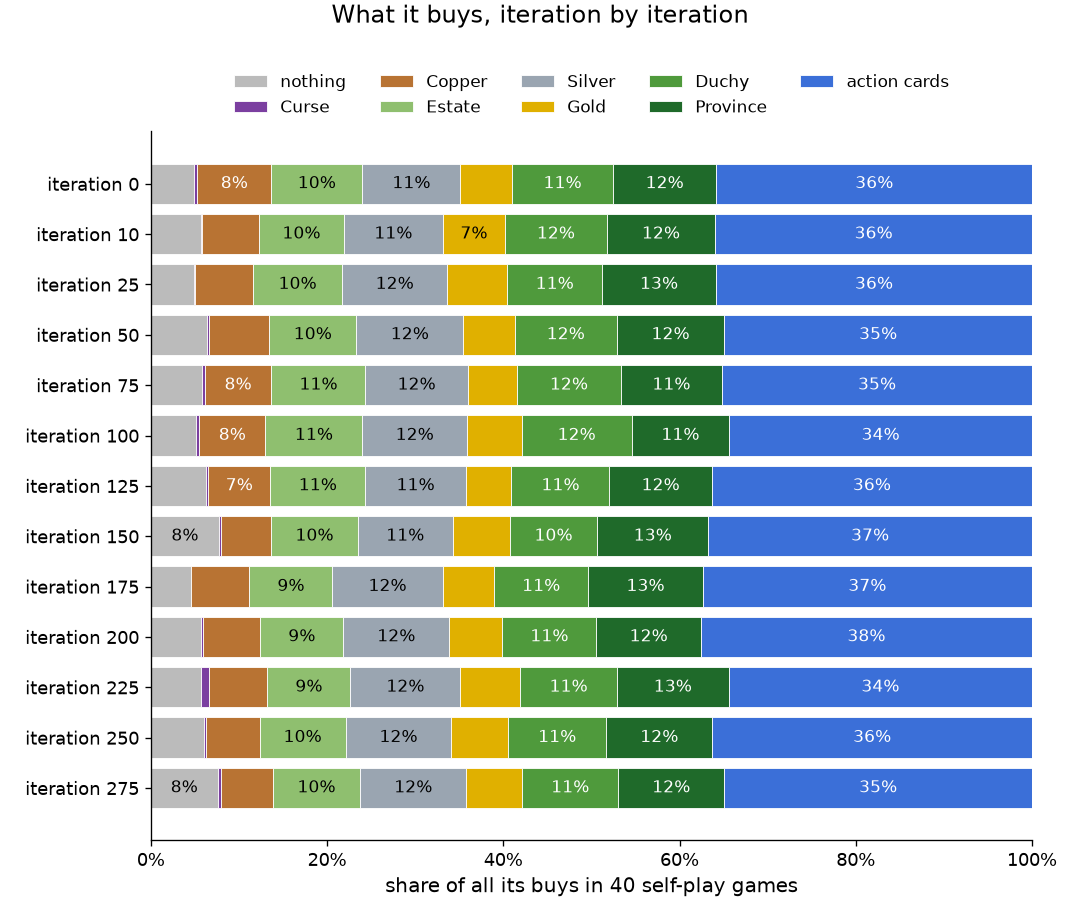 What it buys, iteration by iteration
nothing Copper Silver Duchy action cards
Curse Estate Gold Province
iteration 0 8% 10% 11% 11% 12% 36%
iteration 10 10% 11% 7% 12% 12% 36%
iteration 25 10% 12% 11% 13% 36%
iteration 50 10% 12% 12% 12% 35%
iteration 75 8% 11% 12% 12% 11% 35%
iteration 100 8% 11% 12% 12% 11% 34%
iteration 125 7% 11% 11% 11% 12% 36%
iteration 150 8% 10% 11% 10% 13% 37%
iteration 175 9% 12% 11% 13% 37%
iteration 200 9% 12% 11% 12% 38%
iteration 225 9% 12% 11% 13% 34%
iteration 250 10% 12% 11% 12% 36%
iteration 275 8% 10% 12% 11% 12% 35%
0% 20% 40% 60% 80% 100%
share of all its buys in 40 self-play games